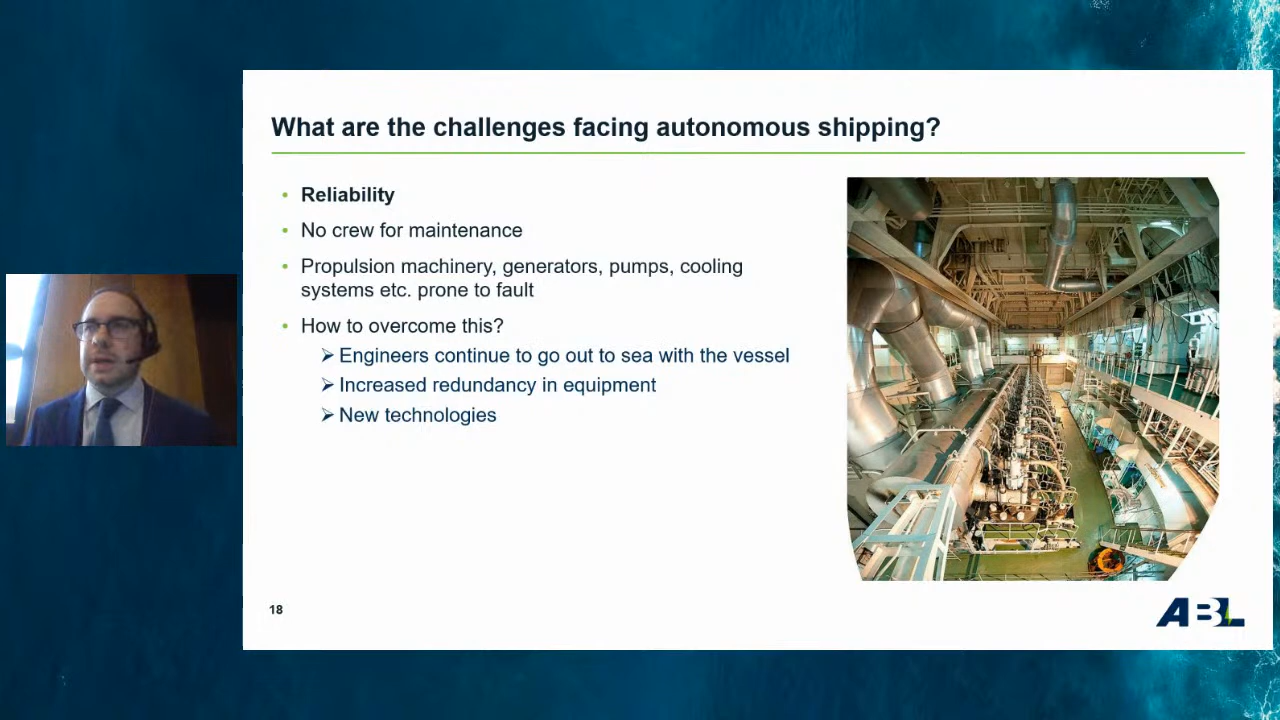 What are the challenges facing autonomous shipping?
• Reliability
• No crew for maintenance
• Propulsion machinery, generators, pumps, cooling
systems etc. prone to fault
• How to overcome this?
➢ Engineers continue to go out to sea with the vessel
➢ Increased redundancy in equipment
➢ New technologies
18
ABL